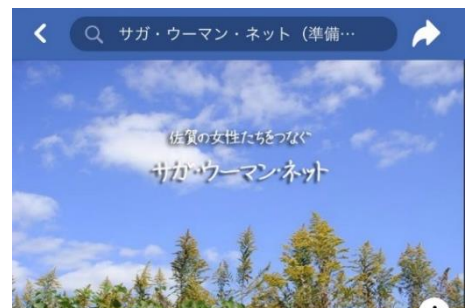 サガ・ウーマン・ネット（準備…
佐賀の女性たちをつなぐ
サガ・ウーマン・ネット